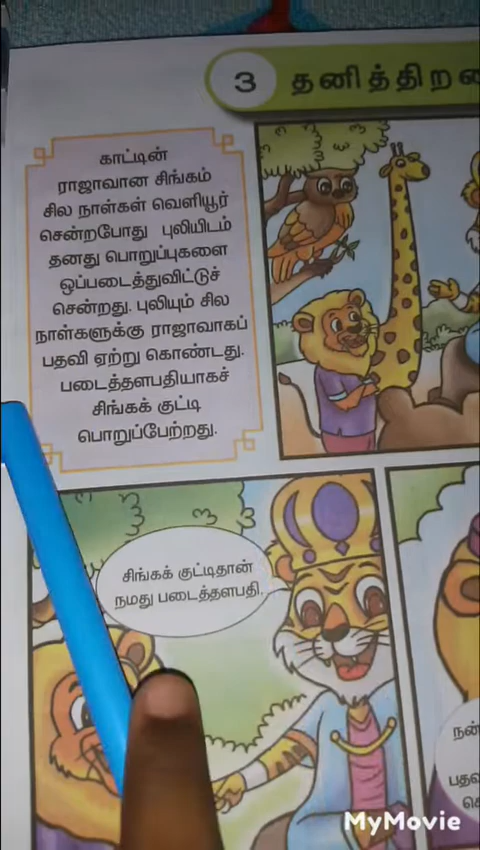 3
காட்டின்
ராஜாவான சிங்கம்
சில நாள்கள் வெளியூர்
சென்றபோது புலியிடம்
தனது பொறுப்புகளை
ஒப்படைத்துவிட்டுச்
சென்றது. புலியும் சில
நாள்களுக்கு ராஜாவாகப்
பதவி ஏற்று கொண்டது.
படைத்தளபதியாகச்
சிங்கக் குட்டி
பொறுப்பேற்றது.
சிங்கக் குட்டிதான்
நமது படைத்தளபதி.
MyMovie